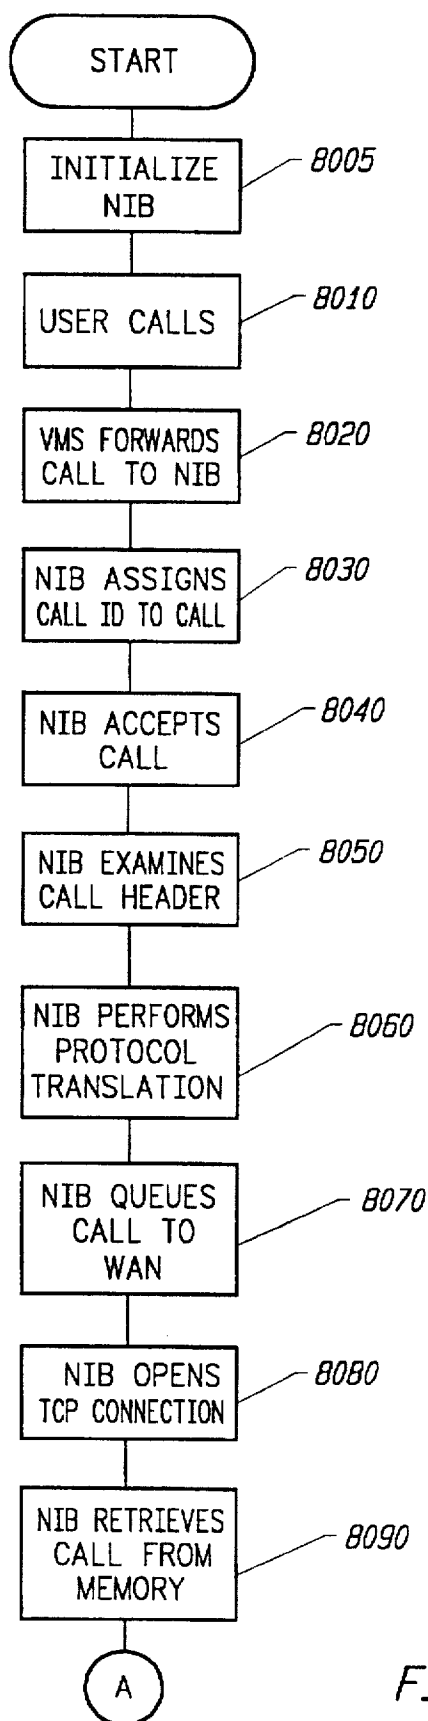 START
INITIALIZE
NIB
8005
USER CALLS
8010
VMS FORWARDS
CALL TO NIB
8020
NIB ASSIGNS
CALL ID TO CALL
8030
NIB ACCEPTS
CALL
8040
NIB EXAMINES
CALL HEADER
8050
NIB PERFORMS
PROTOCOL
TRANSLATION
8060
NIB QUEUES
CALL TO
WAN
8070
NIB OPENS
TCP CONNECTION
8080
NIB RETRIEVES
CALL FROM
MEMORY
8090
A